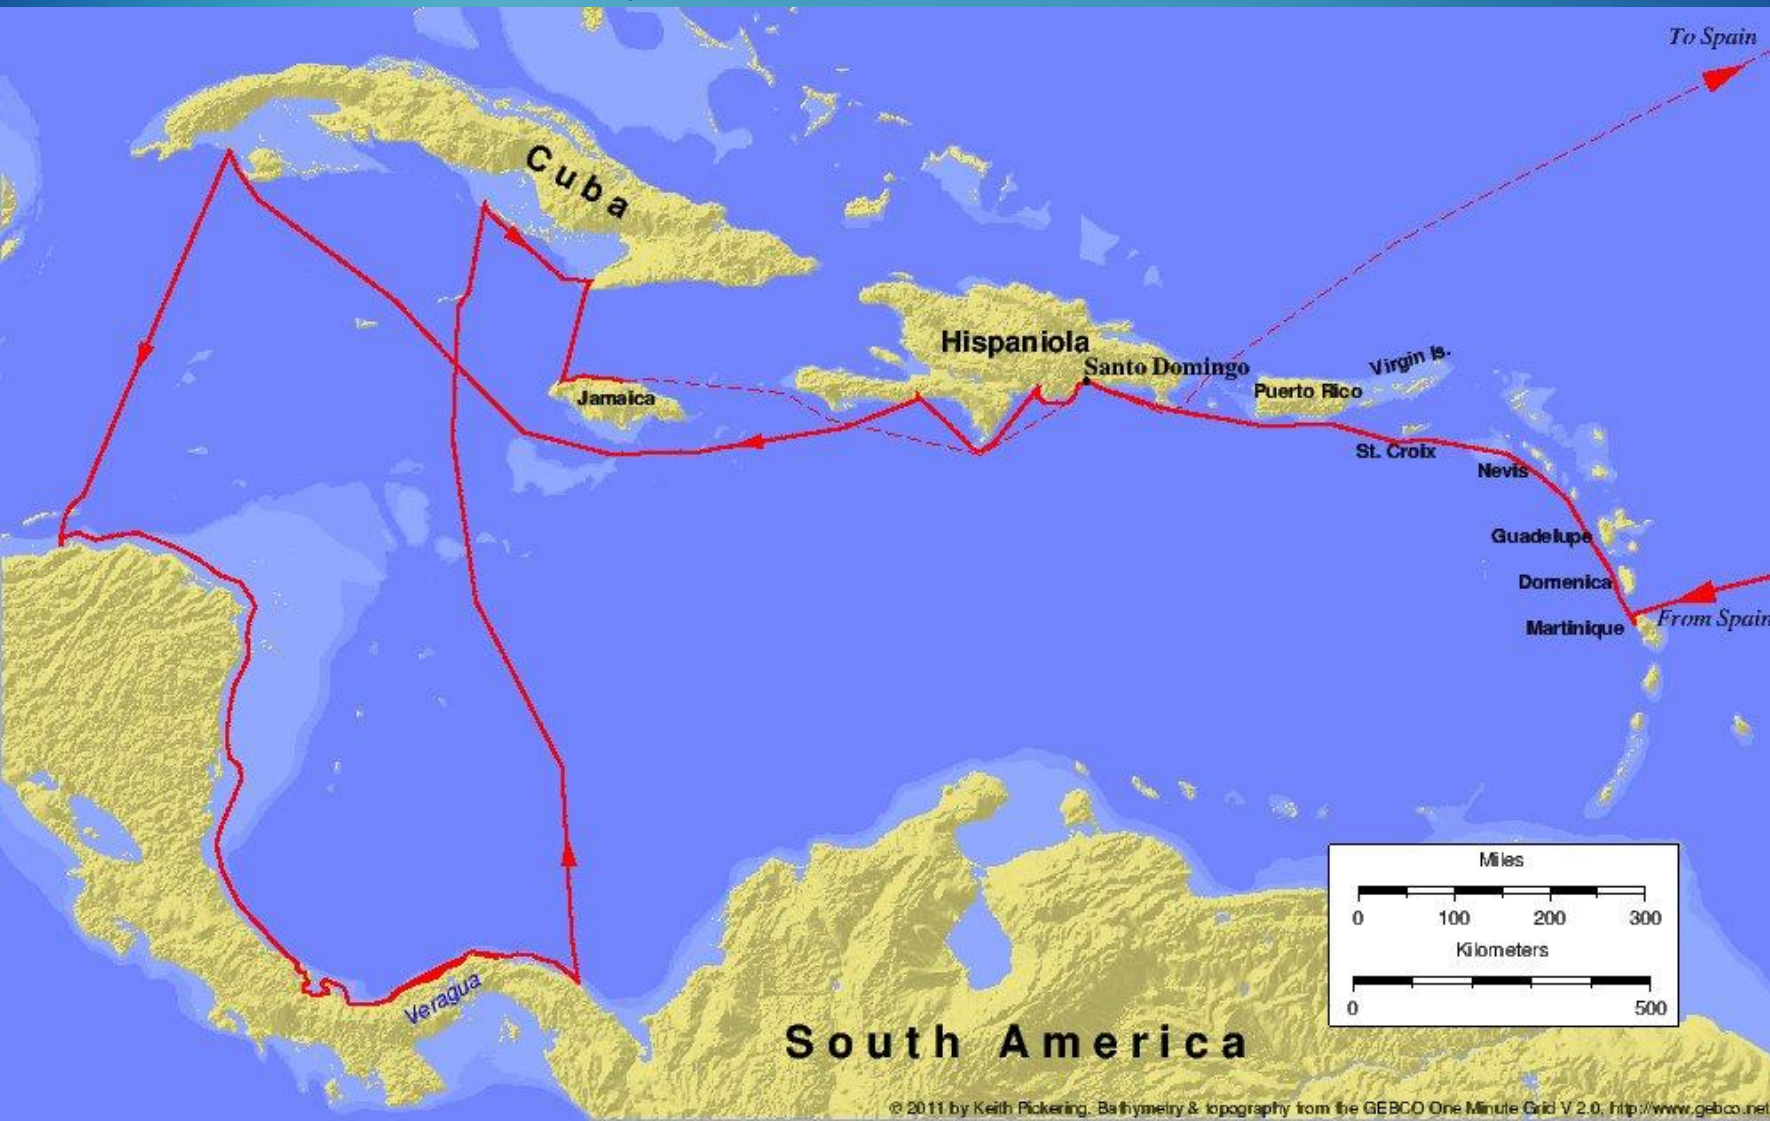 To Spain
Cuba
Hispaniola
Santo Domingo
Virgin Is.
Puerto Rico
Jamaica
St. Croix
Nevis
Guadelupe
Domenica
From Spain
Martinique
Miles
0 100 200 300
Kilometers
0 500
Veragua
South America
© 2011 by Keith Pickering. Bathymetry & topography from the GEBCO One Minute Grid V 2.0, http://www.gebco.net